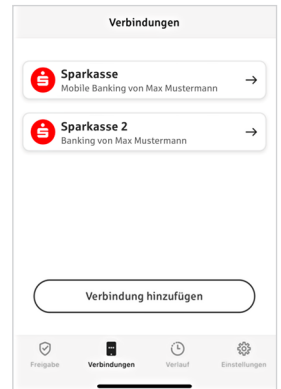 Verbindungen
Sparkasse
Mobile Banking von Max Mustermann
Sparkasse 2
Banking von Max Mustermann
Verbindung hinzufügen
Freigabe
Verbindungen
Verlauf
Einstellungen